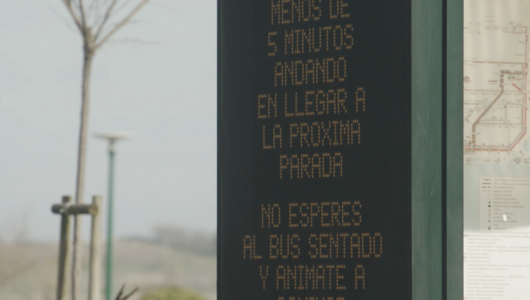 MENOS DE
5 MINUTOS
ANDANDO
EN LLEGAR A
LA PROXIMA
PARADA
NO ESPERES
AL BUS SENTADO
Y ANIMATE A